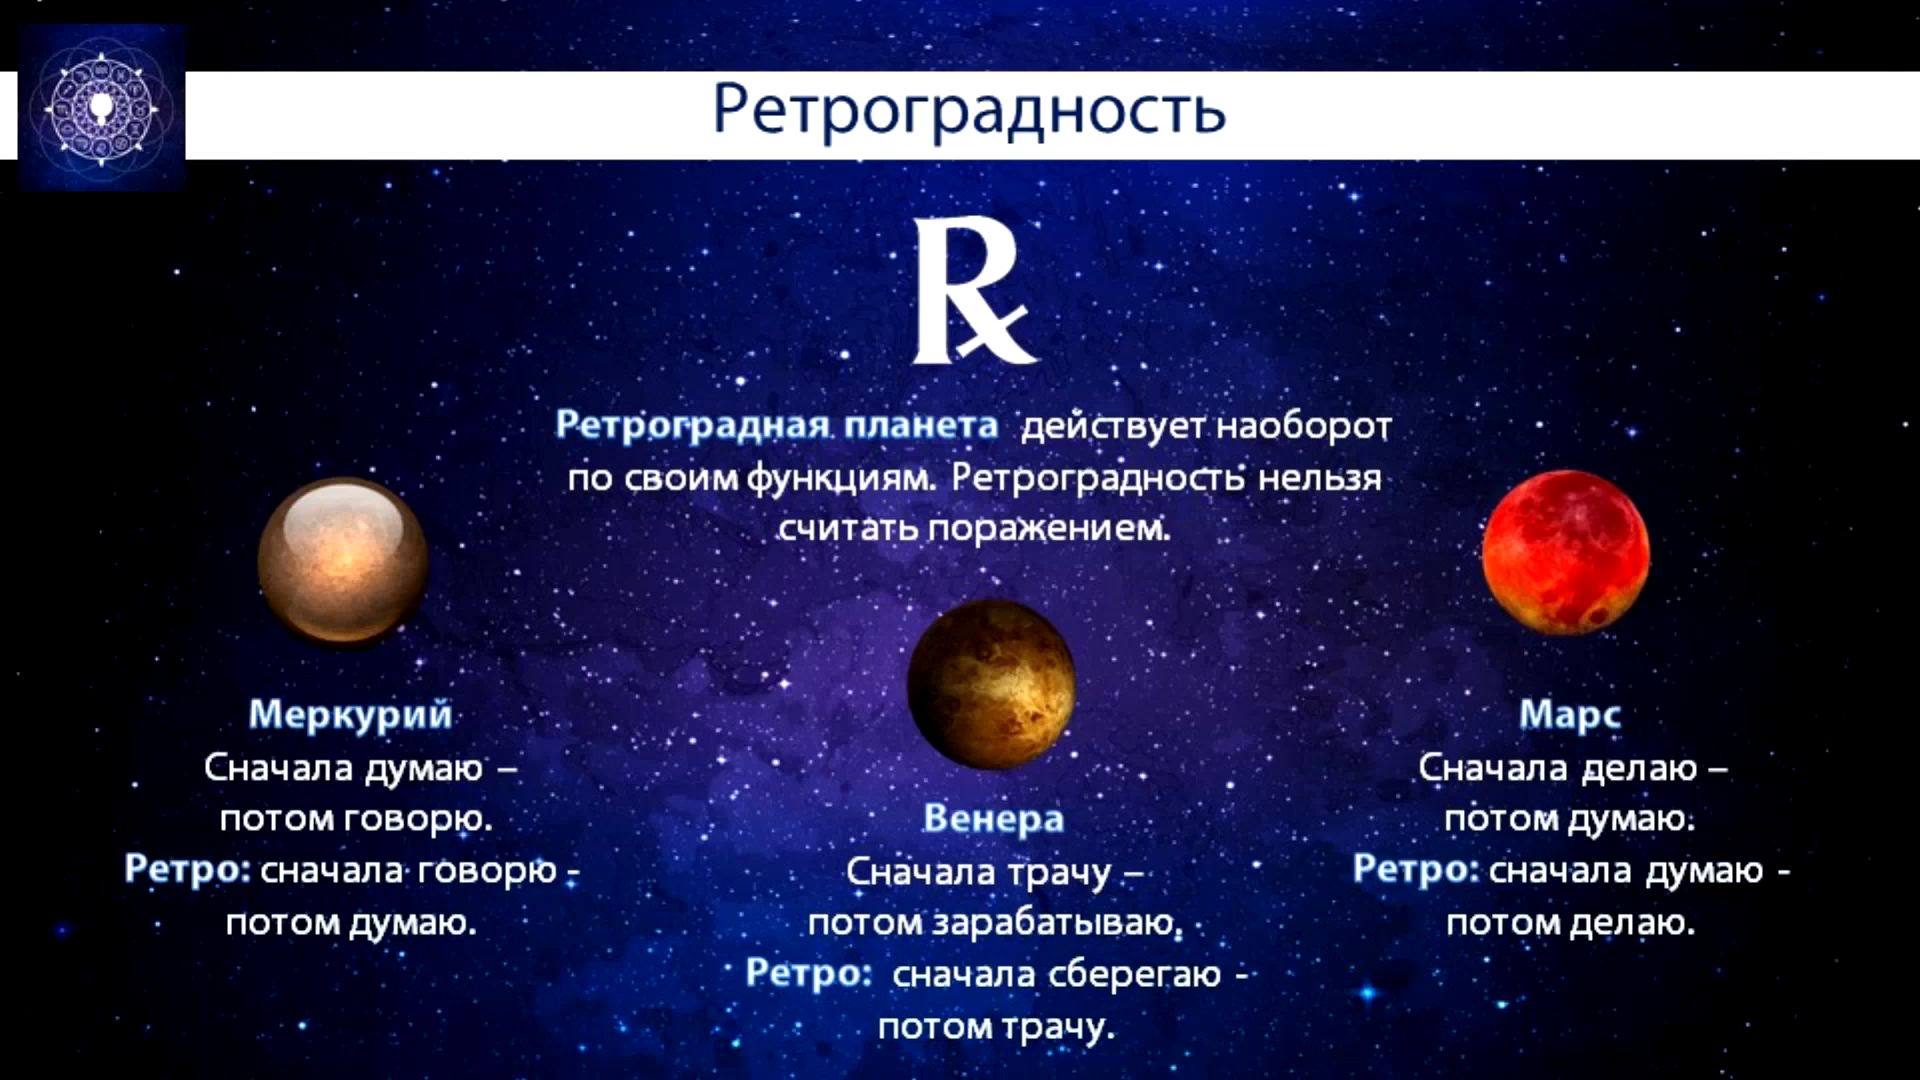 Ретроградность
℞
Ретроградная планета действует наоборот
по своим функциям. Ретроградность нельзя
считать поражением.
Меркурий
Сначала думаю –
потом говорю.
Ретро: сначала говорю -
потом думаю.
Венера
Сначала трачу –
потом зарабатываю.
Ретро: сначала сберегаю -
потом трачу.
Марс
Сначала делаю –
потом думаю.
Ретро: сначала думаю -
потом делаю.